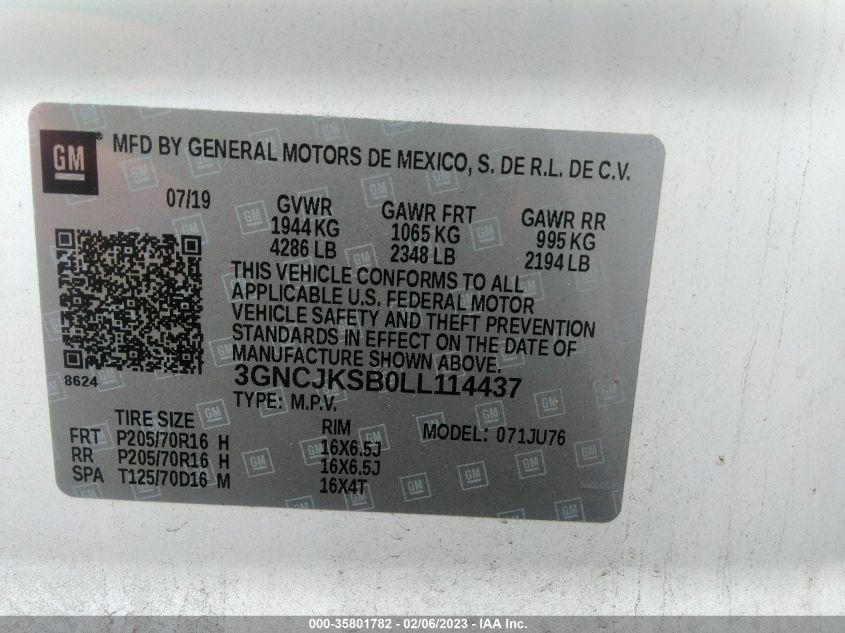 GM
MFD BY GENERAL MOTORS DE MEXICO, S. DE R.L. DE C.V.
07/19
GVWR
1944 KG
4286 LB
GAWR FRT
1065 KG
2348 LB
GAWR RR
995 KG
2194 LB
THIS VEHICLE CONFORMS TO ALL
APPLICABLE U.S. FEDERAL MOTOR
VEHICLE SAFETY AND THEFT PREVENTION
STANDARDS IN EFFECT ON THE DATE OF
MANUFACTURE SHOWN ABOVE.
8624
3GNCJKSB0LL114437
TYPE: M.P.V.
TIRE SIZE
RIM
MODEL: 071JU76
FRT P205/70R16 H 16X6.5J
RR P205/70R16 H 16X6.5J
SPA T125/70D16 M 16X4T
000-35801782 - 02/06/2023 - IAA Inc.